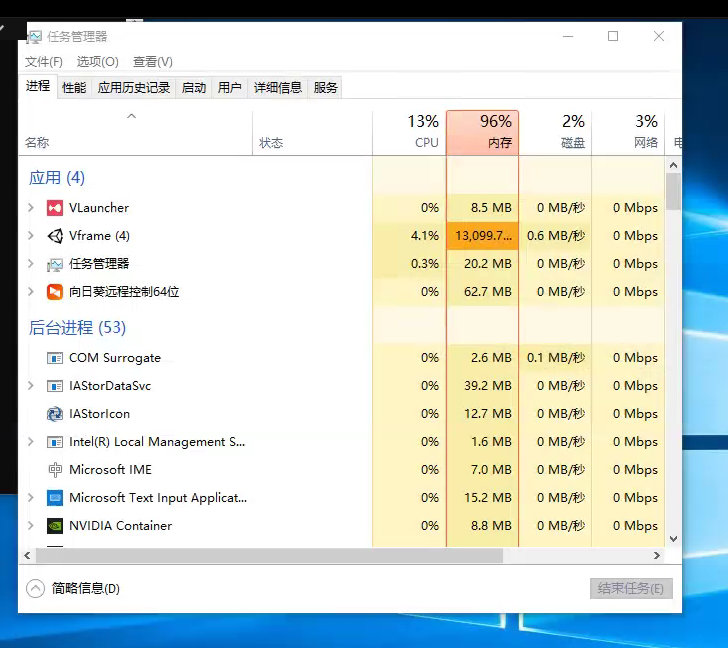 任务管理器
文件(F) 选项(O) 查看(V)
进程 性能 应用历史记录 启动 用户 详细信息 服务
13% 96% 2% 3%
名称 状态 CPU 内存 磁盘 网络
应用 (4)
VLauncher 0% 8.5 MB 0 MB/秒 0 Mbps
Vframe (4) 4.1% 13,099.7... 0.6 MB/秒 0 Mbps
任务管理器 0.3% 20.2 MB 0 MB/秒 0 Mbps
向日葵远程控制64位 0% 62.7 MB 0 MB/秒 0 Mbps
后台进程 (53)
COM Surrogate 0% 2.6 MB 0.1 MB/秒 0 Mbps
IAStorDataSvc 0% 39.2 MB 0 MB/秒 0 Mbps
IAStorIcon 0% 12.7 MB 0 MB/秒 0 Mbps
Intel(R) Local Management S... 0% 1.6 MB 0 MB/秒 0 Mbps
Microsoft IME 0% 7.0 MB 0 MB/秒 0 Mbps
Microsoft Text Input Applicat... 0% 15.2 MB 0 MB/秒 0 Mbps
NVIDIA Container 0% 8.8 MB 0 MB/秒 0 Mbps
简略信息(D) 结束任务(E)